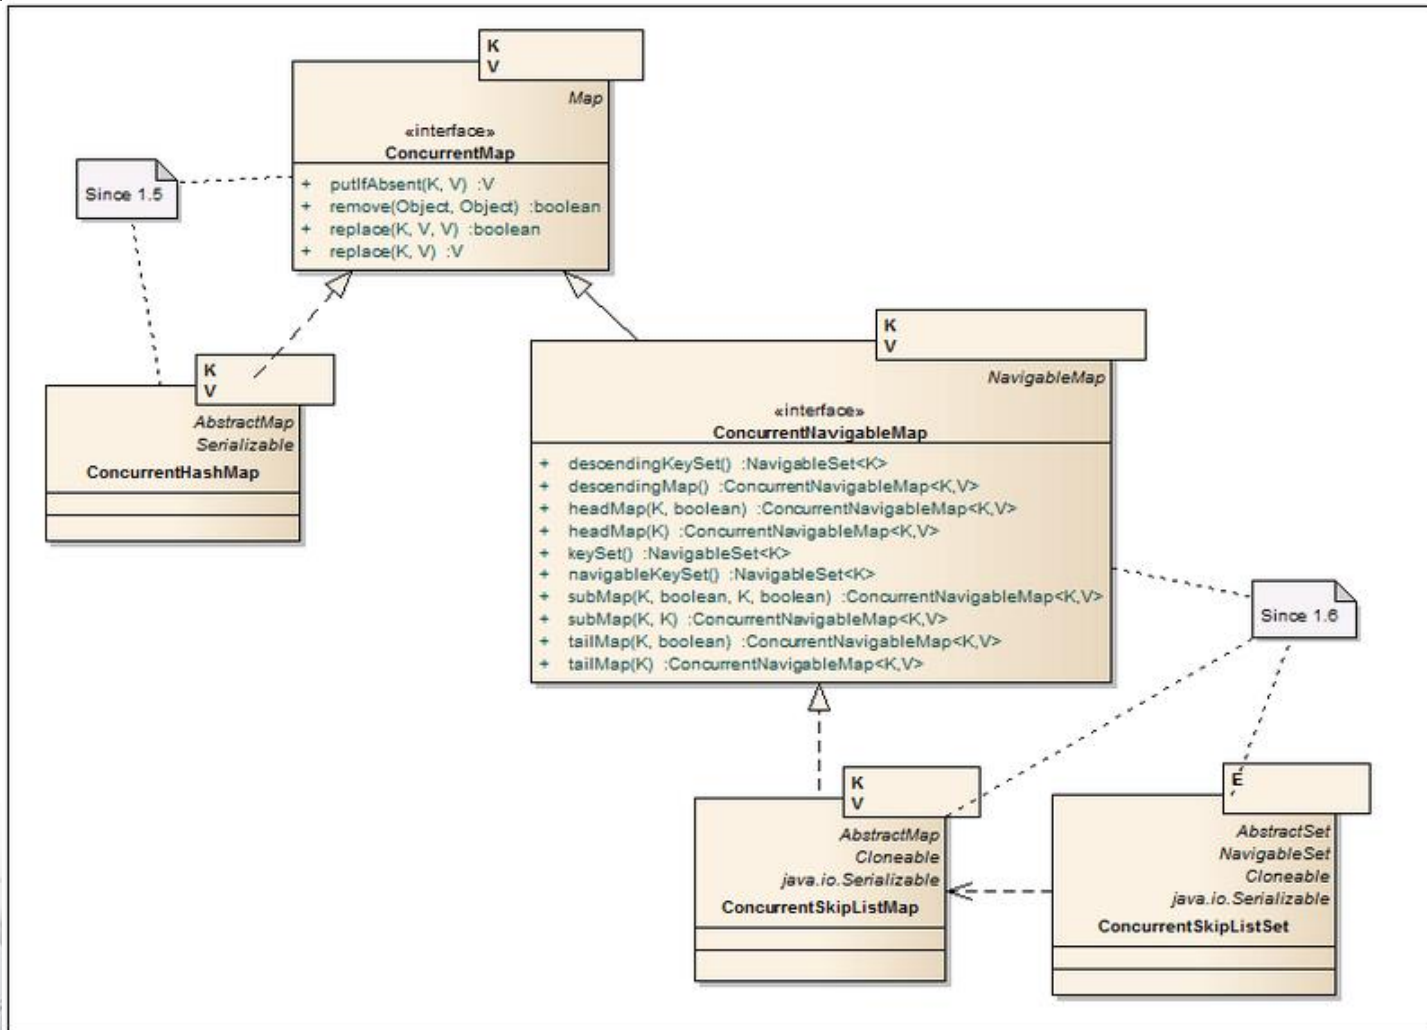 K
V
Map
«interface»
ConcurrentMap
+ putIfAbsent(K, V) :V
+ remove(Object, Object) :boolean
+ replace(K, V, V) :boolean
+ replace(K, V) :V
Since 1.5
K
V
AbstractMap
Serializable
ConcurrentHashMap
K
V
NavigableMap
«interface»
ConcurrentNavigableMap
+ descendingKeySet() :NavigableSet<K>
+ descendingMap() :ConcurrentNavigableMap<K,V>
+ headMap(K, boolean) :ConcurrentNavigableMap<K,V>
+ headMap(K) :ConcurrentNavigableMap<K,V>
+ keySet() :NavigableSet<K>
+ navigableKeySet() :NavigableSet<K>
+ subMap(K, boolean, K, boolean) :ConcurrentNavigableMap<K,V>
+ subMap(K, K) :ConcurrentNavigableMap<K,V>
+ tailMap(K, boolean) :ConcurrentNavigableMap<K,V>
+ tailMap(K) :ConcurrentNavigableMap<K,V>
Since 1.6
K
V
AbstractMap
Cloneable
java.io.Serializable
ConcurrentSkipListMap
E
AbstractSet
NavigableSet
Cloneable
java.io.Serializable
ConcurrentSkipListSet